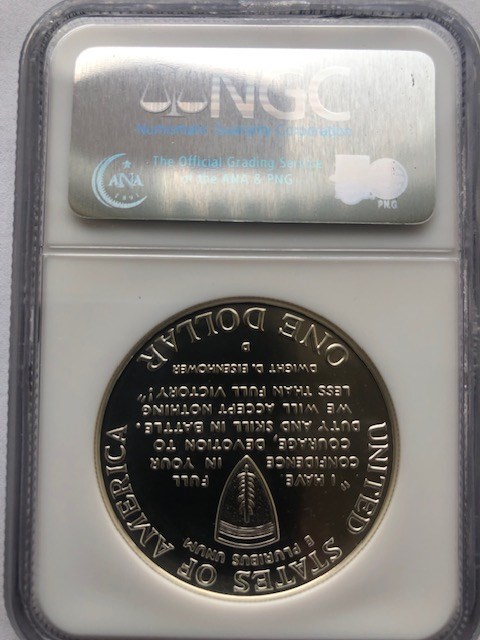 NGC
Numismatic Guaranty Corporation
The Official Grading Service
of the ANA & PNG
ANA
PNG
UNITED STATES OF AMERICA
E PLURIBUS UNUM
"I HAVE FULL
CONFIDENCE IN YOUR
COURAGE, DEVOTION TO
DUTY AND SKILL IN BATTLE.
WE WILL ACCEPT NOTHING
LESS THAN FULL VICTORY!"
DWIGHT D. EISENHOWER
D
ONE DOLLAR